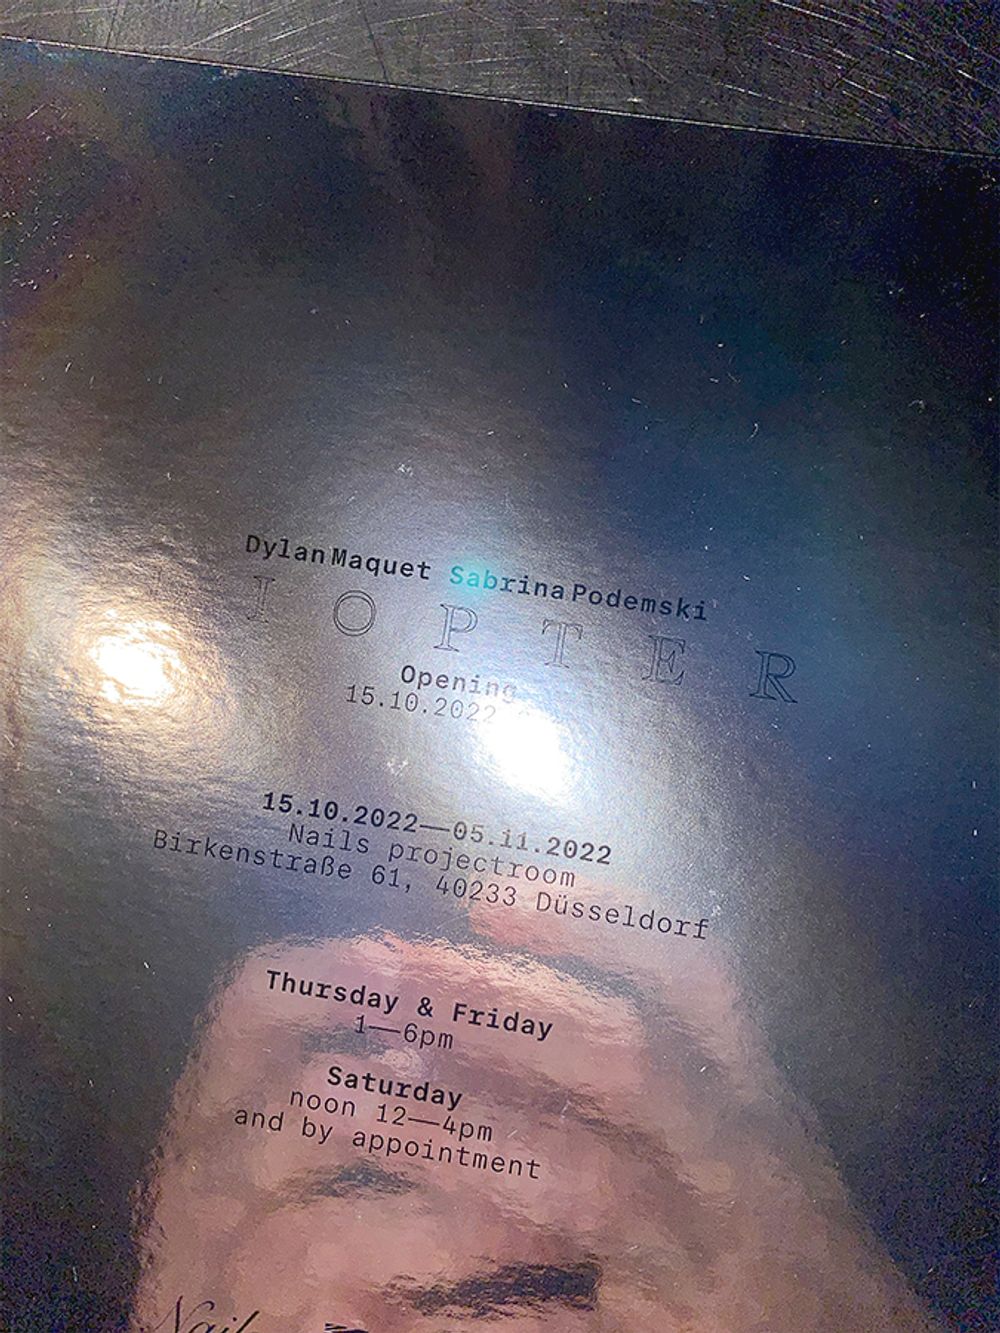 Dylan Maquet Sabrina Podemski
I O P T E R
Opening
15.10.2022
15.10.2022—05.11.2022
Nails projectroom
Birkenstraße 61, 40233 Düsseldorf
Thursday & Friday
1—6pm
Saturday
noon 12—4pm
and by appointment